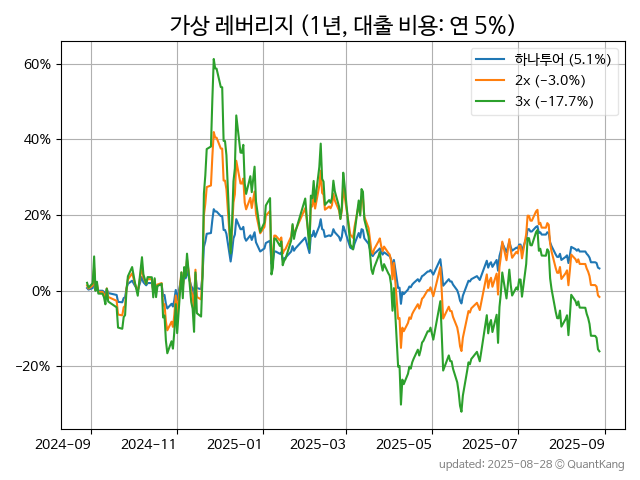 가상 레버리지 (1년, 대출 비용: 연 5%)
60%
40%
20%
0%
−20%
하나투어 (5.1%)
2x (−3.0%)
3x (−17.7%)
2024-09
2024-11
2025-01
2025-03
2025-05
2025-07
2025-09
updated: 2025-08-28 © QuantKang